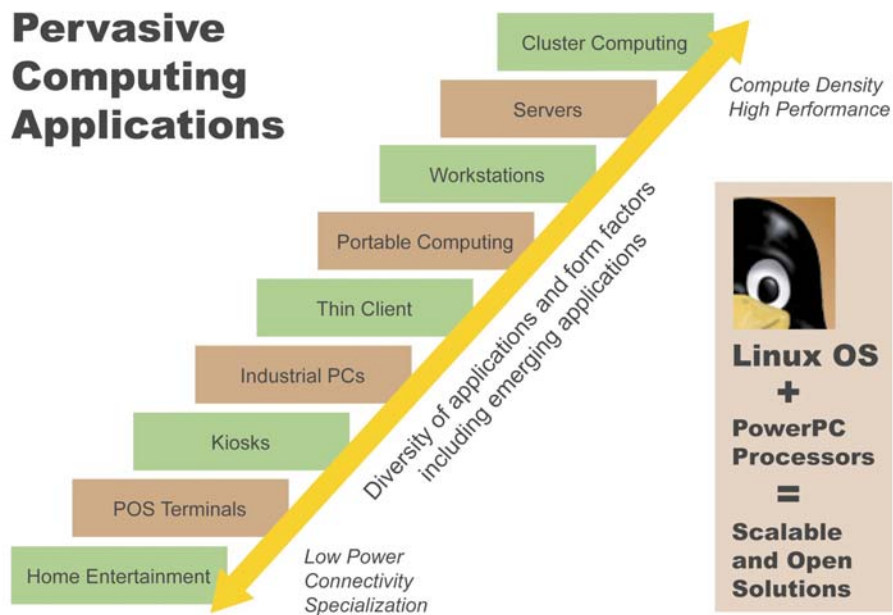 Pervasive
Computing
Applications
Cluster Computing
Servers
Workstations
Portable Computing
Thin Client
Industrial PCs
Kiosks
POS Terminals
Home Entertainment
Compute Density
High Performance
Diversity of applications and form factors
including emerging applications
Low Power
Connectivity
Specialization
Linux OS
+
PowerPC
Processors
=
Scalable
and Open
Solutions